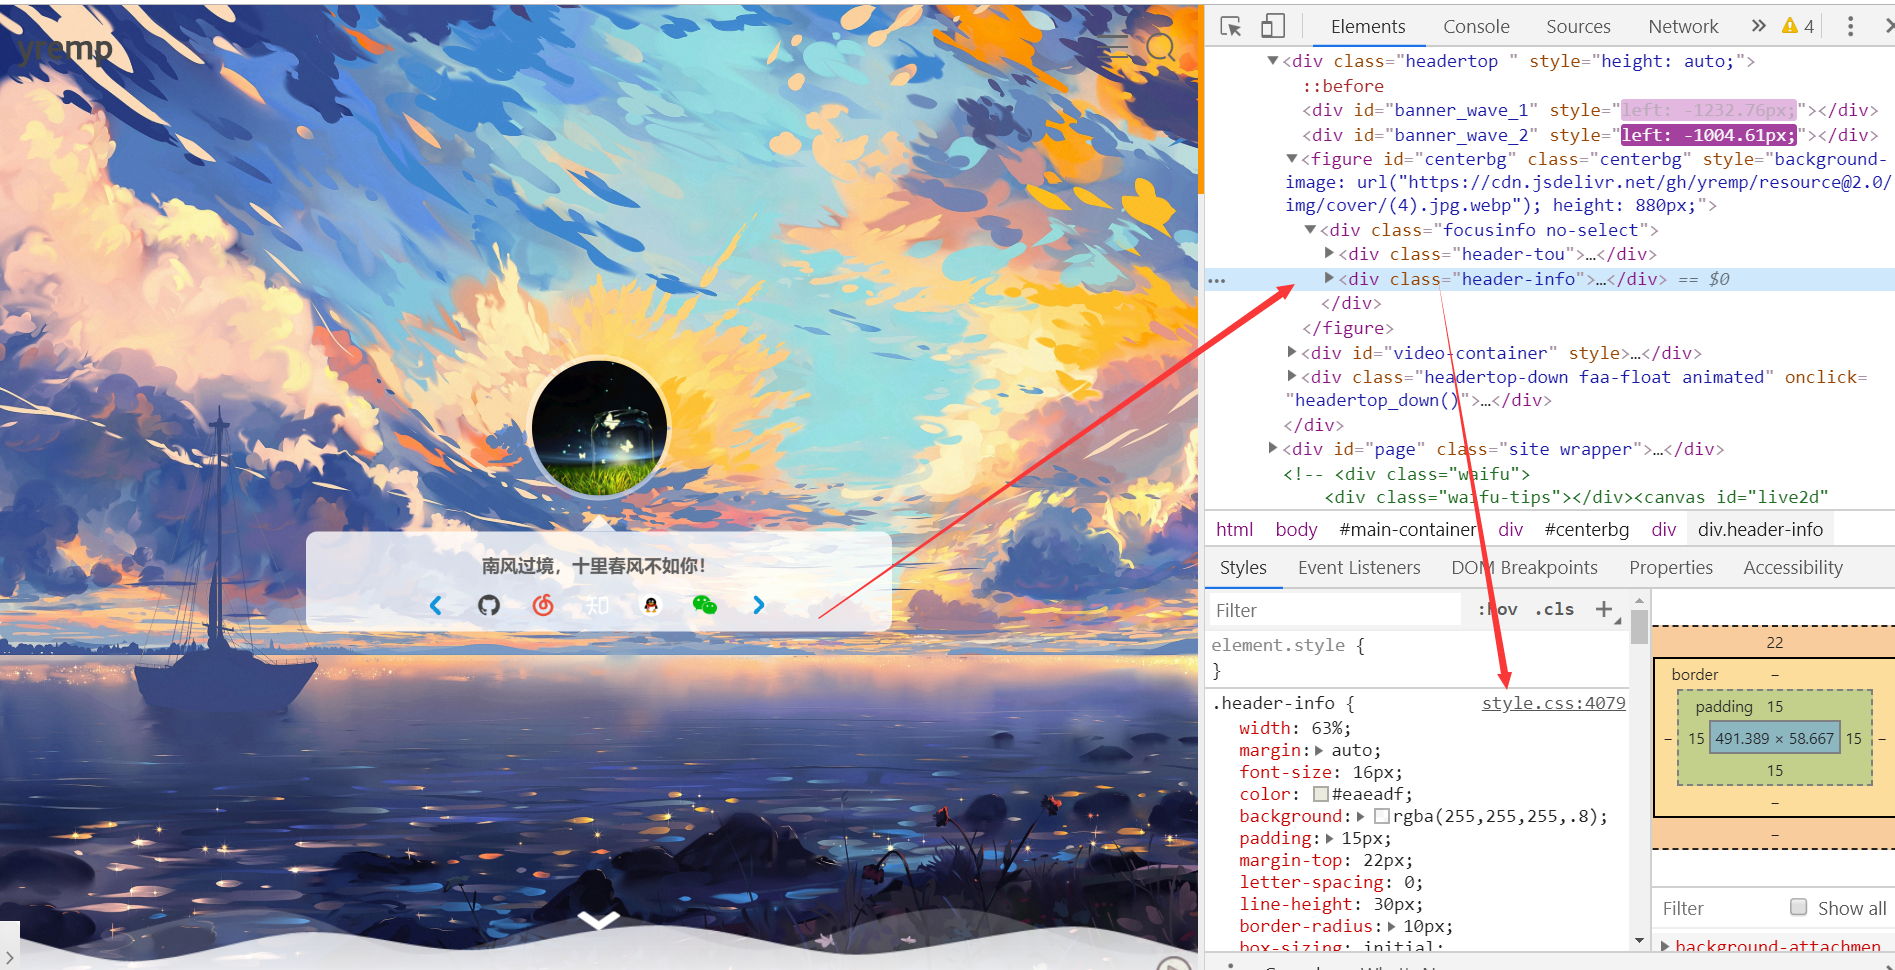 yremp
南风过境，十里春风不如你！
知
Elements Console Sources Network » 4
▼<div class="headertop " style="height: auto;">
::before
<div id="banner_wave_1" style="left: -1232.76px;"></div>
<div id="banner_wave_2" style="left: -1004.61px;"></div>
▼<figure id="centerbg" class="centerbg" style="background-
image: url("https://cdn.jsdelivr.net/gh/yremp/resource@2.0/
img/cover/(4).jpg.webp"); height: 880px;">
▼<div class="focusinfo no-select">
▶<div class="header-tou">…</div>
… ▶<div class="header-info">…</div> == $0
</div>
</figure>
▶<div id="video-container" style>…</div>
▶<div class="headertop-down faa-float animated" onclick=
"headertop_down()">…</div>
</div>
▶<div id="page" class="site wrapper">…</div>
<!-- <div class="waifu">
<div class="waifu-tips"></div><canvas id="live2d"
html body #main-container div #centerbg div div.header-info
Styles Event Listeners DOM Breakpoints Properties Accessibility
Filter :hov .cls +
element.style {
}
.header-info { style.css:4079
width: 63%;
margin:▶ auto;
font-size: 16px;
color: #eaeadf;
background:▶ rgba(255,255,255,.8);
padding:▶ 15px;
margin-top: 22px;
letter-spacing: 0;
line-height: 30px;
border-radius:▶ 10px;
box-sizing: initial;
22
border –
padding 15
– 15 491.389 × 58.667 15 –
15
–
–
Filter Show all
▶ background-attachmen